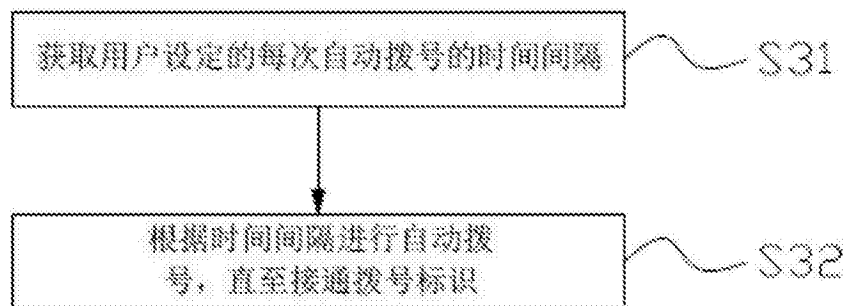 获取用户设定的每次自动拨号的时间间隔
S31
根据时间间隔进行自动拨
号，直至接通拨号标识
S32